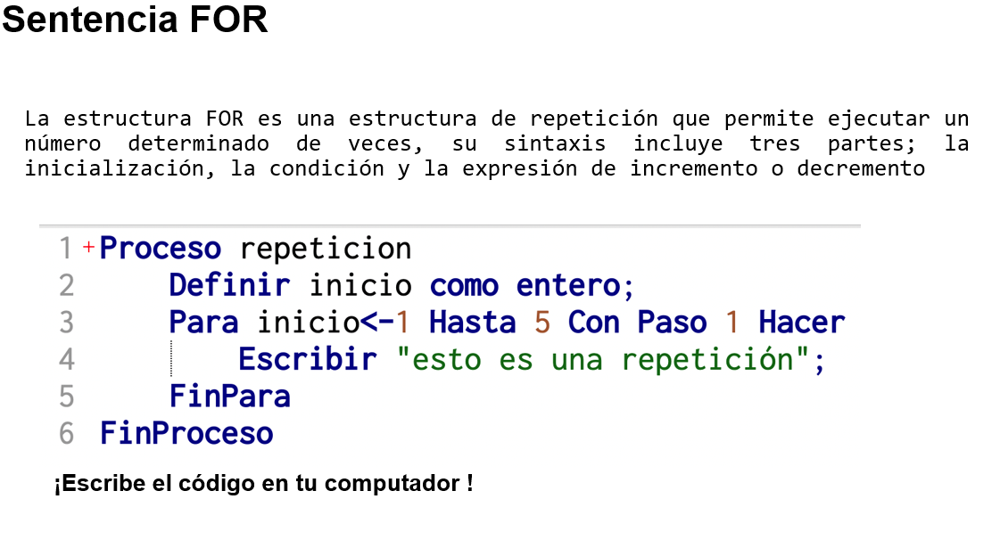 Sentencia FOR
La estructura FOR es una estructura de repetición que permite ejecutar un
número determinado de veces, su sintaxis incluye tres partes; la
inicialización, la condición y la expresión de incremento o decremento
1 +Proceso repeticion
2 Definir inicio como entero;
3 Para inicio<-1 Hasta 5 Con Paso 1 Hacer
4 Escribir "esto es una repetición";
5 FinPara
6 FinProceso
¡Escribe el código en tu computador !